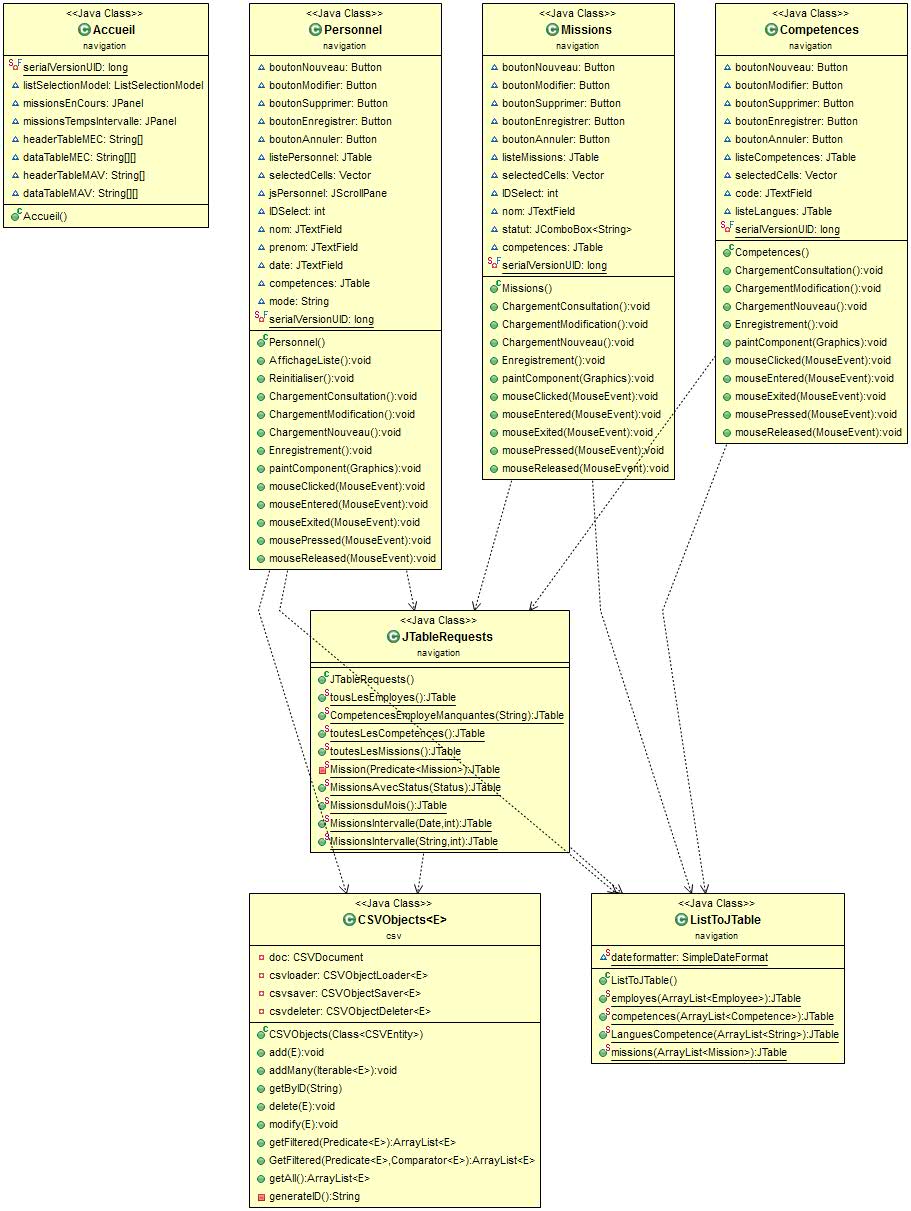 <<Java Class>>
Accueil
navigation
serialVersionUID: long
listSelectionModel: ListSelectionModel
missionsEnCours: JPanel
missionsTempsIntervalle: JPanel
headerTableMEC: String[]
dataTableMEC: String[][]
headerTableMAV: String[]
dataTableMAV: String[][]
Accueil()
<<Java Class>>
Personnel
navigation
boutonNouveau: Button
boutonModifier: Button
boutonSupprimer: Button
boutonEnregistrer: Button
boutonAnnuler: Button
listePersonnel: JTable
selectedCells: Vector
jsPersonnel: JScrollPane
IDSelect: int
nom: JTextField
prenom: JTextField
date: JTextField
competences: JTable
mode: String
serialVersionUID: long
Personnel()
AffichageListe():void
Reinitialiser():void
ChargementConsultation():void
ChargementModification():void
ChargementNouveau():void
Enregistrement():void
paintComponent(Graphics):void
mouseClicked(MouseEvent):void
mouseEntered(MouseEvent):void
mouseExited(MouseEvent):void
mousePressed(MouseEvent):void
mouseReleased(MouseEvent):void
<<Java Class>>
Missions
navigation
boutonNouveau: Button
boutonModifier: Button
boutonSupprimer: Button
boutonEnregistrer: Button
boutonAnnuler: Button
listeMissions: JTable
selectedCells: Vector
IDSelect: int
nom: JTextField
statut: JComboBox<String>
competences: JTable
serialVersionUID: long
Missions()
ChargementConsultation():void
ChargementModification():void
ChargementNouveau():void
Enregistrement():void
paintComponent(Graphics):void
mouseClicked(MouseEvent):void
mouseEntered(MouseEvent):void
mouseExited(MouseEvent):void
mousePressed(MouseEvent):void
mouseReleased(MouseEvent):void
<<Java Class>>
Competences
navigation
boutonNouveau: Button
boutonModifier: Button
boutonSupprimer: Button
boutonEnregistrer: Button
boutonAnnuler: Button
listeCompetences: JTable
selectedCells: Vector
code: JTextField
listeLangues: JTable
serialVersionUID: long
Competences()
ChargementConsultation():void
ChargementModification():void
ChargementNouveau():void
Enregistrement():void
paintComponent(Graphics):void
mouseClicked(MouseEvent):void
mouseEntered(MouseEvent):void
mouseExited(MouseEvent):void
mousePressed(MouseEvent):void
mouseReleased(MouseEvent):void
<<Java Class>>
JTableRequests
navigation
JTableRequests()
tousLesEmployes():JTable
CompetencesEmployeManquantes(String):JTable
toutesLesCompetences():JTable
toutesLesMissions():JTable
Mission(Predicate<Mission>):JTable
MissionsAvecStatus(Status):JTable
MissionsduMois():JTable
MissionsIntervalle(Date,int):JTable
MissionsIntervalle(String,int):JTable
<<Java Class>>
CSVObjects<E>
csv
doc: CSVDocument
csvloader: CSVObjectLoader<E>
csvsaver: CSVObjectSaver<E>
csvdeleter: CSVObjectDeleter<E>
CSVObjects(Class<CSVEntity>)
add(E):void
addMany(Iterable<E>):void
getByID(String)
delete(E):void
modify(E):void
getFiltered(Predicate<E>):ArrayList<E>
GetFiltered(Predicate<E>,Comparator<E>):ArrayList<E>
getAll():ArrayList<E>
generateID():String
<<Java Class>>
ListToJTable
navigation
dateformatter: SimpleDateFormat
ListToJTable()
employes(ArrayList<Employee>):JTable
competences(ArrayList<Competence>):JTable
LanguesCompetence(ArrayList<String>):JTable
missions(ArrayList<Mission>):JTable